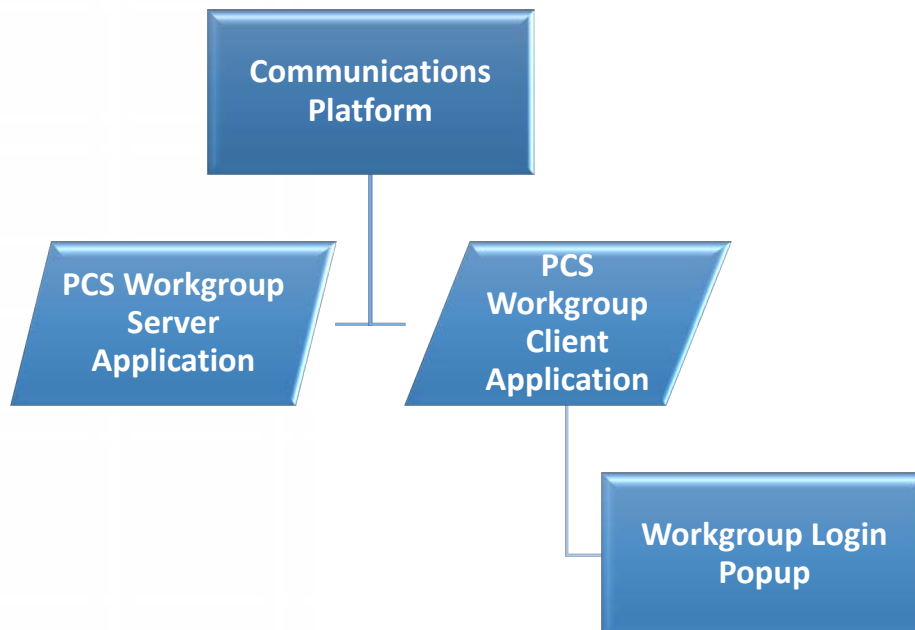 Communications
Platform
PCS Workgroup
Server
Application
PCS
Workgroup
Client
Application
Workgroup Login
Popup